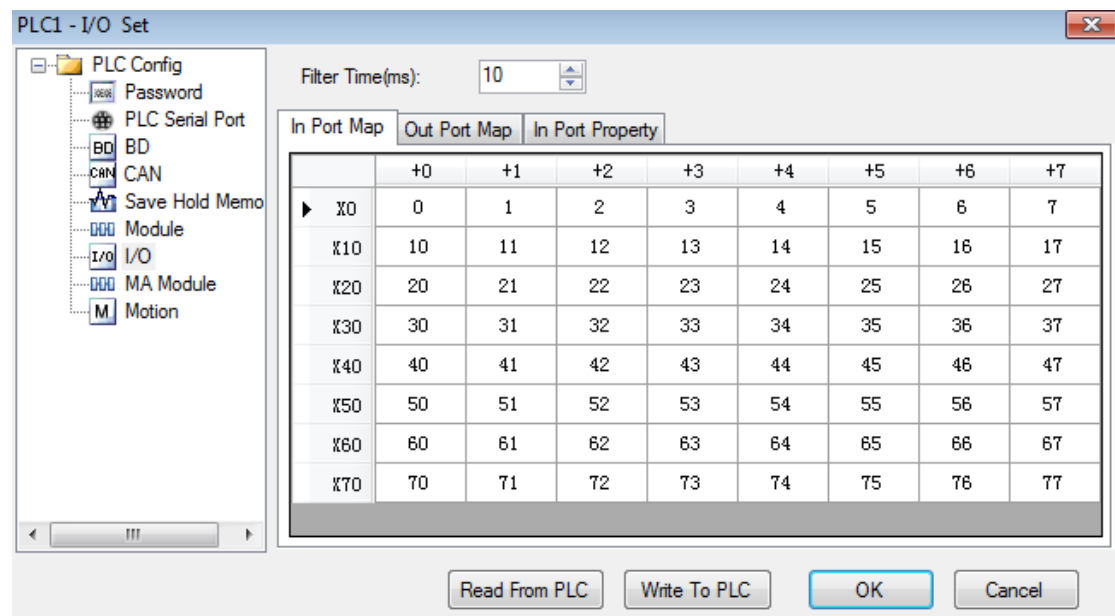 PLC1 - I/O Set
PLC Config
Password
PLC Serial Port
BD BD
CAN CAN
Save Hold Memo
Module
I/O I/O
MA Module
M Motion
Filter Time(ms): 10
In Port Map Out Port Map In Port Property
+0 +1 +2 +3 +4 +5 +6 +7
X0 0 1 2 3 4 5 6 7
X10 10 11 12 13 14 15 16 17
X20 20 21 22 23 24 25 26 27
X30 30 31 32 33 34 35 36 37
X40 40 41 42 43 44 45 46 47
X50 50 51 52 53 54 55 56 57
X60 60 61 62 63 64 65 66 67
X70 70 71 72 73 74 75 76 77
Read From PLC Write To PLC OK Cancel